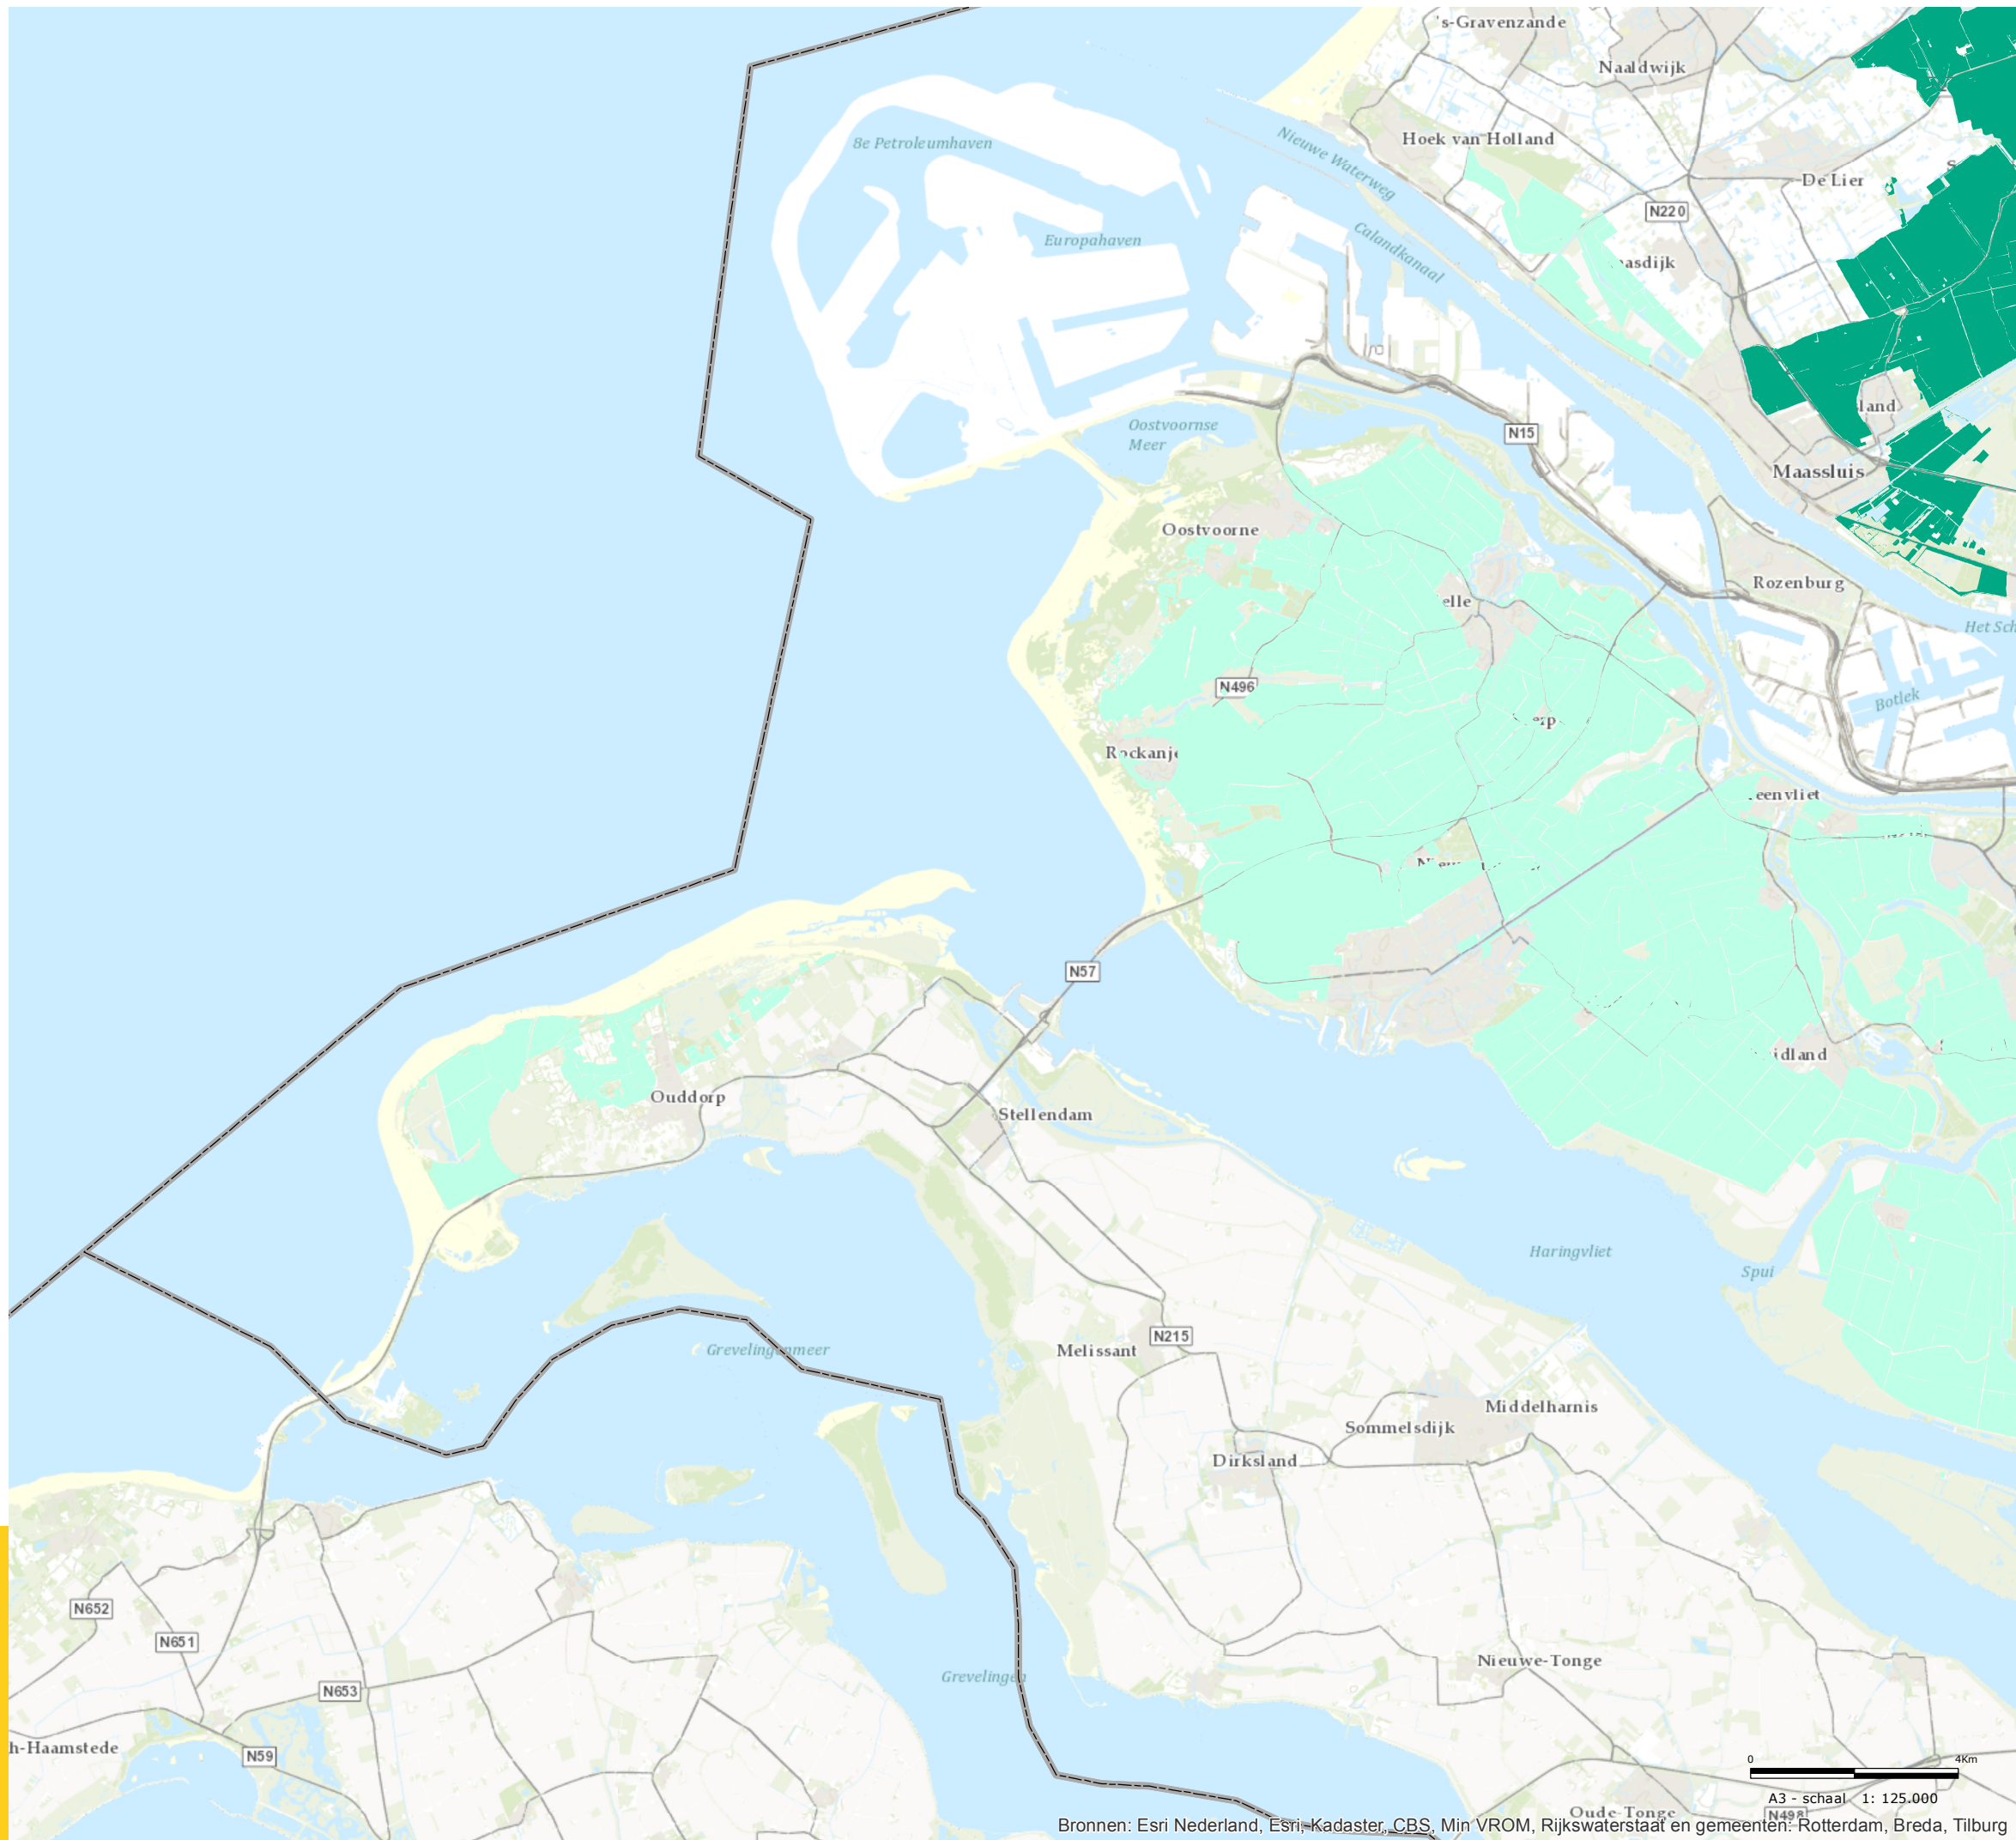 's-Gravenzande
Naaldwijk
8e Petroleumhaven
Nieuwe Waterweg
Hoek van Holland
De Lier
N220
Europahaven
Calandkanaal
Oostvoornse
Meer
N15
Maassluis
Oostvoorne
Rozenburg
N496
Botlek
Rockanje
N57
Ouddorp
Stellendam
Haringvliet
Spui
N215
Melissant
Grevelingenmeer
Middelharnis
Sommelsdijk
Dirksland
N652
N651
Nieuwe-Tonge
Grevelingen
N653
h-Haamstede
N59
0 4Km
A3 - schaal 1: 125.000
Oude-Tonge
N498
Bronnen: Esri Nederland, Esri, Kadaster, CBS, Min VROM, Rijkswaterstaat en gemeenten: Rotterdam, Breda, Tilburg